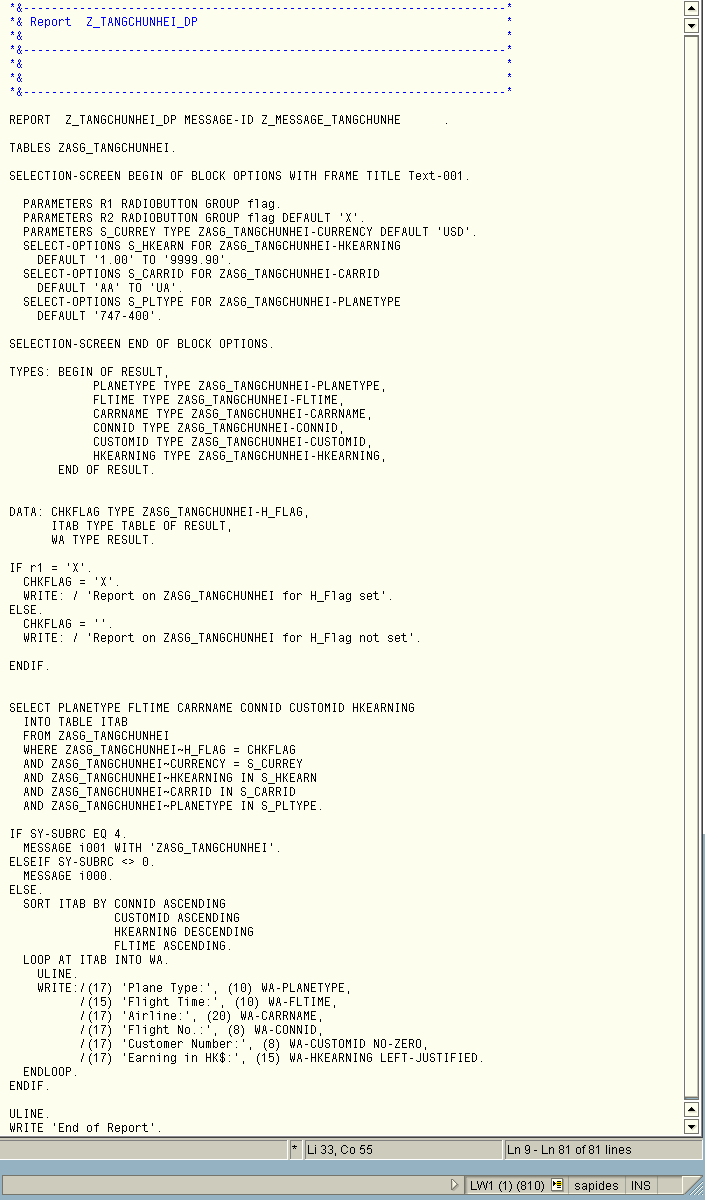 *&---------------------------------------------------------------------*
*& Report  Z_TANGCHUNHEI_DP                                            *
*&                                                                     *
*&---------------------------------------------------------------------*
*&                                                                     *
*&                                                                     *
*&---------------------------------------------------------------------*
REPORT  Z_TANGCHUNHEI_DP MESSAGE-ID Z_MESSAGE_TANGCHUNHE      .
TABLES ZASG_TANGCHUNHEI.
SELECTION-SCREEN BEGIN OF BLOCK OPTIONS WITH FRAME TITLE Text-001.
  PARAMETERS R1 RADIOBUTTON GROUP flag.
  PARAMETERS R2 RADIOBUTTON GROUP flag DEFAULT 'X'.
  PARAMETERS S_CURREY TYPE ZASG_TANGCHUNHEI-CURRENCY DEFAULT 'USD'.
  SELECT-OPTIONS S_HKEARN FOR ZASG_TANGCHUNHEI-HKEARNING
    DEFAULT '1.00' TO '9999.90'.
  SELECT-OPTIONS S_CARRID FOR ZASG_TANGCHUNHEI-CARRID
    DEFAULT 'AA' TO 'UA'.
  SELECT-OPTIONS S_PLTYPE FOR ZASG_TANGCHUNHEI-PLANETYPE
    DEFAULT '747-400'.
SELECTION-SCREEN END OF BLOCK OPTIONS.
TYPES: BEGIN OF RESULT,
            PLANETYPE TYPE ZASG_TANGCHUNHEI-PLANETYPE,
            FLTIME TYPE ZASG_TANGCHUNHEI-FLTIME,
            CARRNAME TYPE ZASG_TANGCHUNHEI-CARRNAME,
            CONNID TYPE ZASG_TANGCHUNHEI-CONNID,
            CUSTOMID TYPE ZASG_TANGCHUNHEI-CUSTOMID,
            HKEARNING TYPE ZASG_TANGCHUNHEI-HKEARNING,
       END OF RESULT.
DATA: CHKFLAG TYPE ZASG_TANGCHUNHEI-H_FLAG,
      ITAB TYPE TABLE OF RESULT,
      WA TYPE RESULT.
IF r1 = 'X'.
  CHKFLAG = 'X'.
  WRITE: / 'Report on ZASG_TANGCHUNHEI for H_Flag set'.
ELSE.
  CHKFLAG = ''.
  WRITE: / 'Report on ZASG_TANGCHUNHEI for H_Flag not set'.
ENDIF.
SELECT PLANETYPE FLTIME CARRNAME CONNID CUSTOMID HKEARNING
  INTO TABLE ITAB
  FROM ZASG_TANGCHUNHEI
  WHERE ZASG_TANGCHUNHEI~H_FLAG = CHKFLAG
  AND ZASG_TANGCHUNHEI~CURRENCY = S_CURREY
  AND ZASG_TANGCHUNHEI~HKEARNING IN S_HKEARN
  AND ZASG_TANGCHUNHEI~CARRID IN S_CARRID
  AND ZASG_TANGCHUNHEI~PLANETYPE IN S_PLTYPE.
IF SY-SUBRC EQ 4.
  MESSAGE i001 WITH 'ZASG_TANGCHUNHEI'.
ELSEIF SY-SUBRC <> 0.
  MESSAGE i000.
ELSE.
  SORT ITAB BY CONNID ASCENDING
               CUSTOMID ASCENDING
               HKEARNING DESCENDING
               FLTIME ASCENDING.
  LOOP AT ITAB INTO WA.
    ULINE.
    WRITE:/(17) 'Plane Type:', (10) WA-PLANETYPE,
          /(15) 'Flight Time:', (10) WA-FLTIME,
          /(17) 'Airline:', (20) WA-CARRNAME,
          /(17) 'Flight No.:', (8) WA-CONNID,
          /(17) 'Customer Number:', (8) WA-CUSTOMID NO-ZERO,
          /(17) 'Earning in HK$:', (15) WA-HKEARNING LEFT-JUSTIFIED.
  ENDLOOP.
ENDIF.
ULINE.
WRITE 'End of Report'.
* Li 33, Co 55 Ln 9 - Ln 81 of 81 lines
LW1 (1) (810) sapides INS